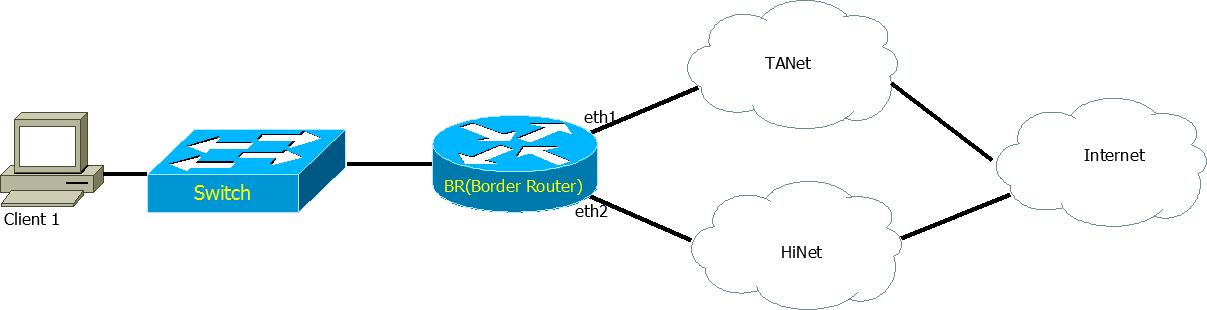 Client 1
Switch
BR(Border Router)
eth1
eth2
TANet
HiNet
Internet